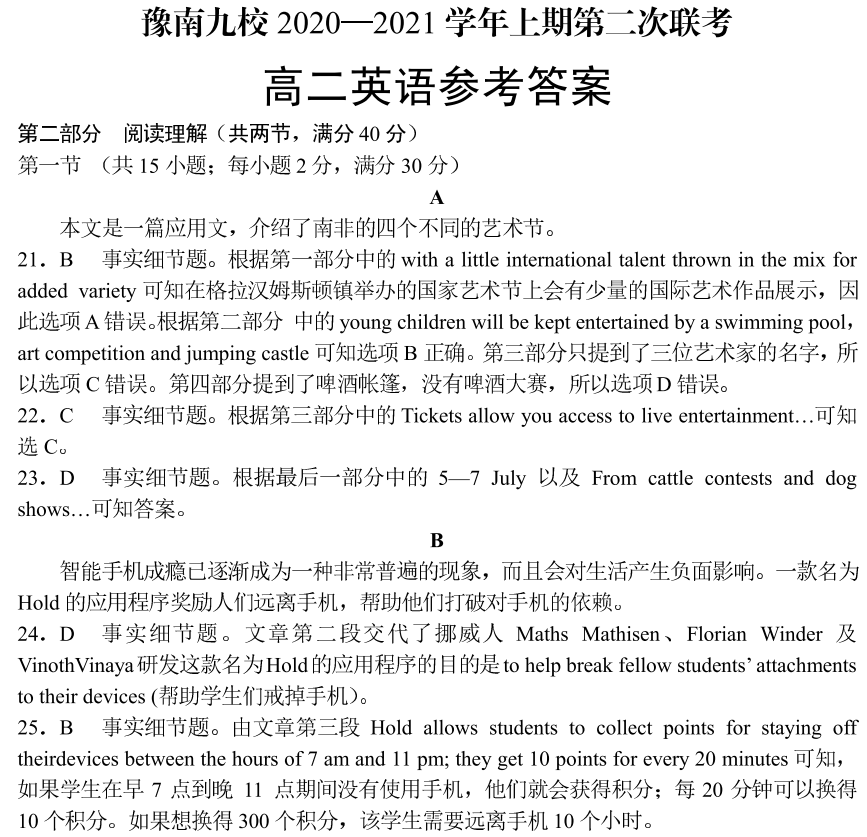 豫南九校 2020—2021 学年上期第二次联考
高二英语参考答案
第二部分 阅读理解（共两节，满分 40 分）
第一节 （共 15 小题；每小题 2 分，满分 30 分）
A
本文是一篇应用文，介绍了南非的四个不同的艺术节。
21．B 事实细节题。根据第一部分中的 with a little international talent thrown in the mix for
added variety 可知在格拉汉姆斯顿镇举办的国家艺术节上会有少量的国际艺术作品展示，因
此选项 A 错误。根据第二部分 中的 young children will be kept entertained by a swimming pool，
art competition and jumping castle 可知选项 B 正确。第三部分只提到了三位艺术家的名字，所
以选项 C 错误。第四部分提到了啤酒帐篷，没有啤酒大赛，所以选项 D 错误。
22．C 事实细节题。根据第三部分中的 Tickets allow you access to live entertainment…可知
选 C。
23．D 事实细节题。根据最后一部分中的 5—7 July 以及 From cattle contests and dog
shows…可知答案。
B
智能手机成瘾已逐渐成为一种非常普遍的现象，而且会对生活产生负面影响。一款名为
Hold 的应用程序奖励人们远离手机，帮助他们打破对手机的依赖。
24．D 事实细节题。文章第二段交代了挪威人 Maths Mathisen、Florian Winder 及
VinothVinaya 研发这款名为 Hold 的应用程序的目的是 to help break fellow students’ attachments
to their devices (帮助学生们戒掉手机)。
25．B 事实细节题。由文章第三段 Hold allows students to collect points for staying off
theirdevices between the hours of 7 am and 11 pm; they get 10 points for every 20 minutes 可知，
如果学生在早 7 点到晚 11 点期间没有使用手机，他们就会获得积分；每 20 分钟可以换得
10 个积分。如果想换得 300 个积分，该学生需要远离手机 10 个小时。